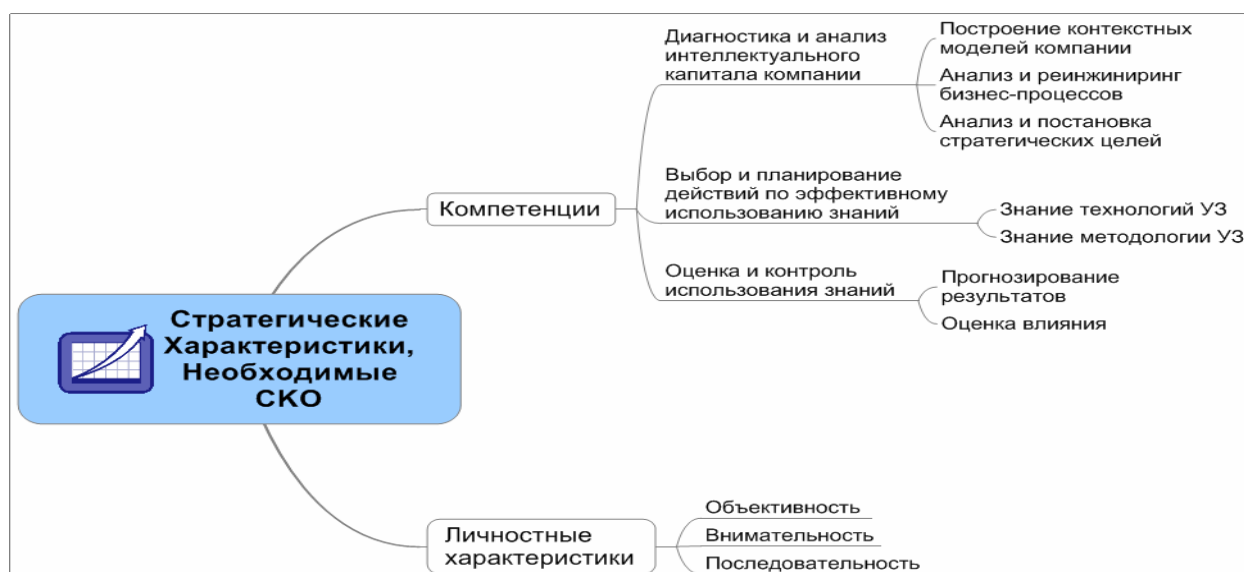 Стратегические
Характеристики,
Необходимые
СКО
Компетенции
Диагностика и анализ
интеллектуального
капитала компании
Построение контекстных
моделей компании
Анализ и реинжиниринг
бизнес-процессов
Анализ и постановка
стратегических целей
Выбор и планирование
действий по эффективному
использованию знаний
Знание технологий УЗ
Знание методологии УЗ
Оценка и контроль
использования знаний
Прогнозирование
результатов
Оценка влияния
Личностные
характеристики
Объективность
Внимательность
Последовательность